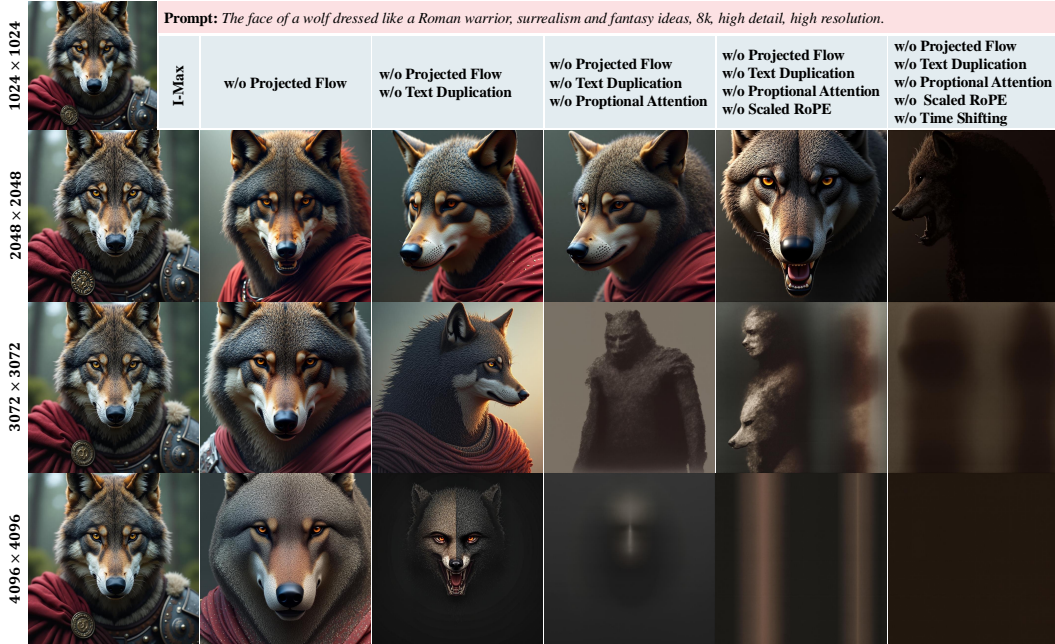 1024 × 1024
Prompt: The face of a wolf dressed like a Roman warrior, surrealism and fantasy ideas, 8k, high detail, high resolution.
I-Max
w/o Projected Flow
w/o Projected Flow
w/o Text Duplication
w/o Projected Flow
w/o Text Duplication
w/o Proptional Attention
w/o Projected Flow
w/o Text Duplication
w/o Proptional Attention
w/o Scaled RoPE
w/o Projected Flow
w/o Text Duplication
w/o Proptional Attention
w/o Scaled RoPE
w/o Time Shifting
2048 × 2048
3072 × 3072
4096 × 4096